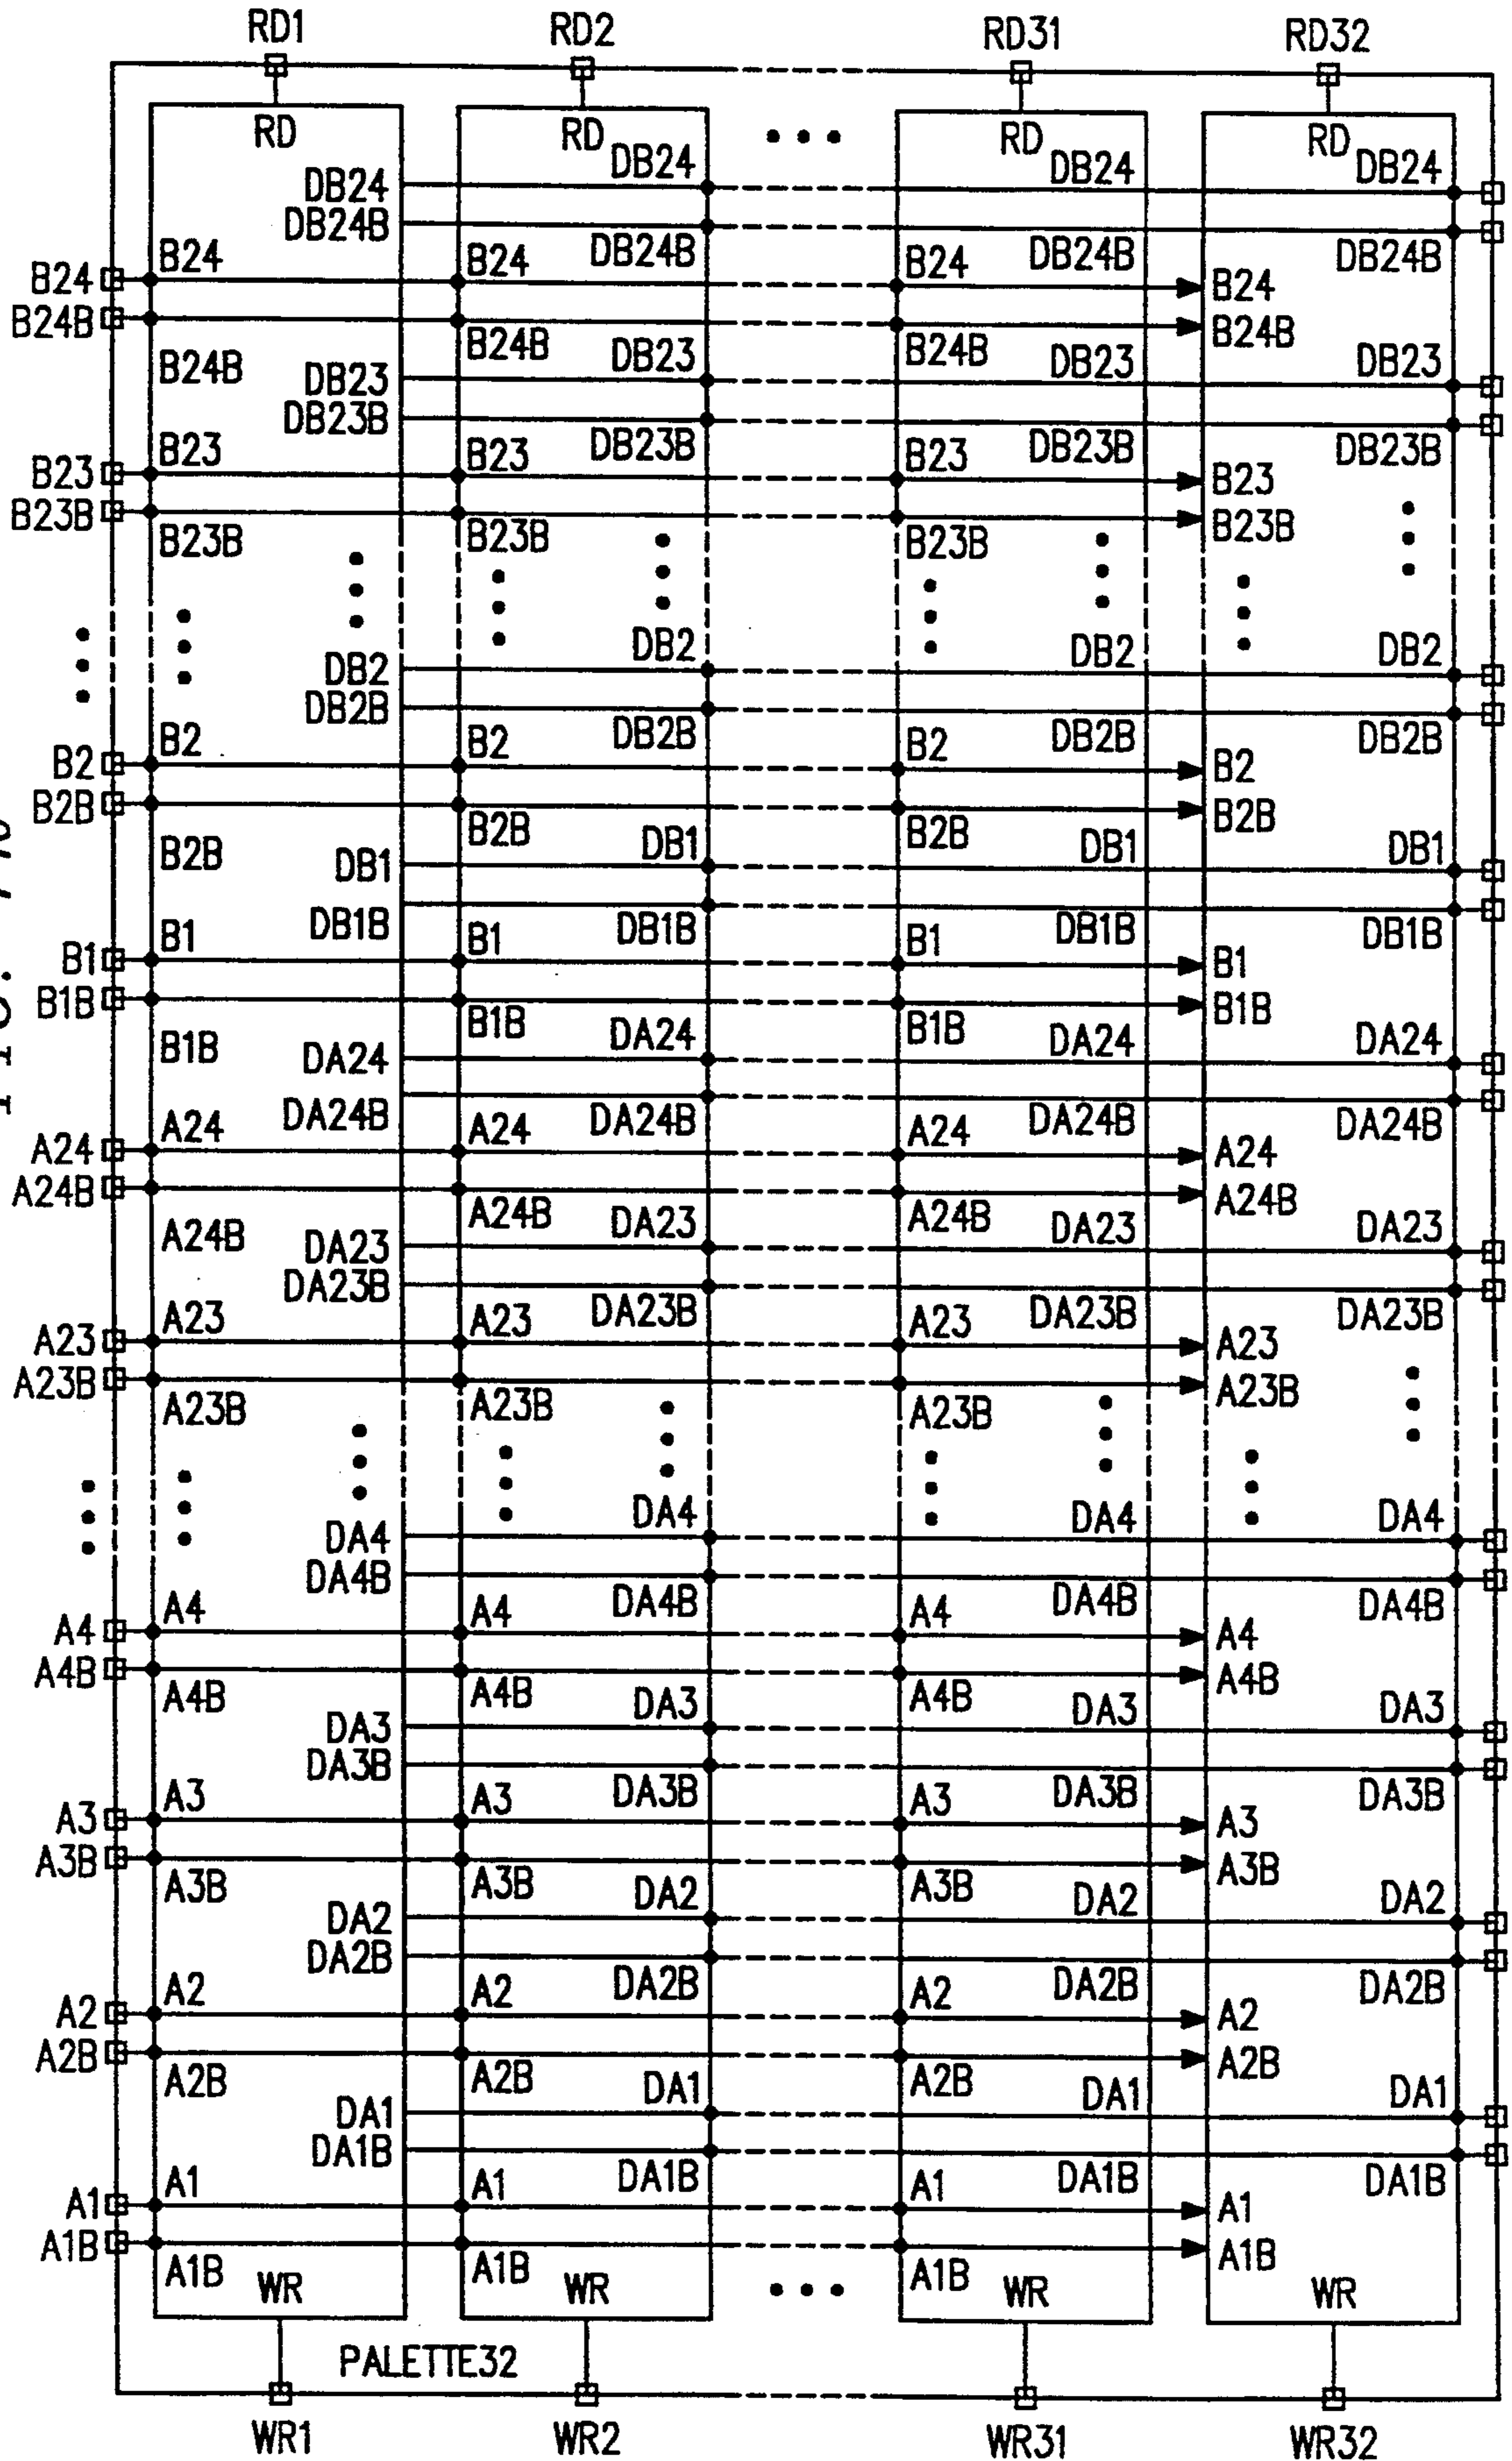 RD1 RD2 RD31 RD32
RD RD RD RD
DB24 DB24 DB24 DB24
DB24B DB24B DB24B DB24B
B24 B24 B24 B24 B24
B24B B24B B24B B24B B24B
DB23 DB23 DB23 DB23
DB23B DB23B DB23B DB23B
B23 B23 B23 B23 B23
B23B B23B B23B B23B B23B
DB2 DB2 DB2 DB2
DB2B DB2B DB2B DB2B
B2 B2 B2 B2 B2
B2B B2B B2B B2B B2B
DB1 DB1 DB1 DB1
DB1B DB1B DB1B DB1B
B1 B1 B1 B1 B1
B1B B1B B1B B1B B1B
DA24 DA24 DA24 DA24
DA24B DA24B DA24B DA24B
A24 A24 A24 A24 A24
A24B A24B A24B A24B A24B
DA23 DA23 DA23 DA23
DA23B DA23B DA23B DA23B
A23 A23 A23 A23 A23
A23B A23B A23B A23B A23B
DA4 DA4 DA4 DA4
DA4B DA4B DA4B DA4B
A4 A4 A4 A4 A4
A4B A4B A4B A4B A4B
DA3 DA3 DA3 DA3
DA3B DA3B DA3B DA3B
A3 A3 A3 A3 A3
A3B A3B A3B A3B A3B
DA2 DA2 DA2 DA2
DA2B DA2B DA2B DA2B
A2 A2 A2 A2 A2
A2B A2B A2B A2B A2B
DA1 DA1 DA1 DA1
DA1B DA1B DA1B DA1B
A1 A1 A1 A1 A1
A1B A1B A1B A1B A1B
WR WR WR WR
PALETTE32
WR1 WR2 WR31 WR32